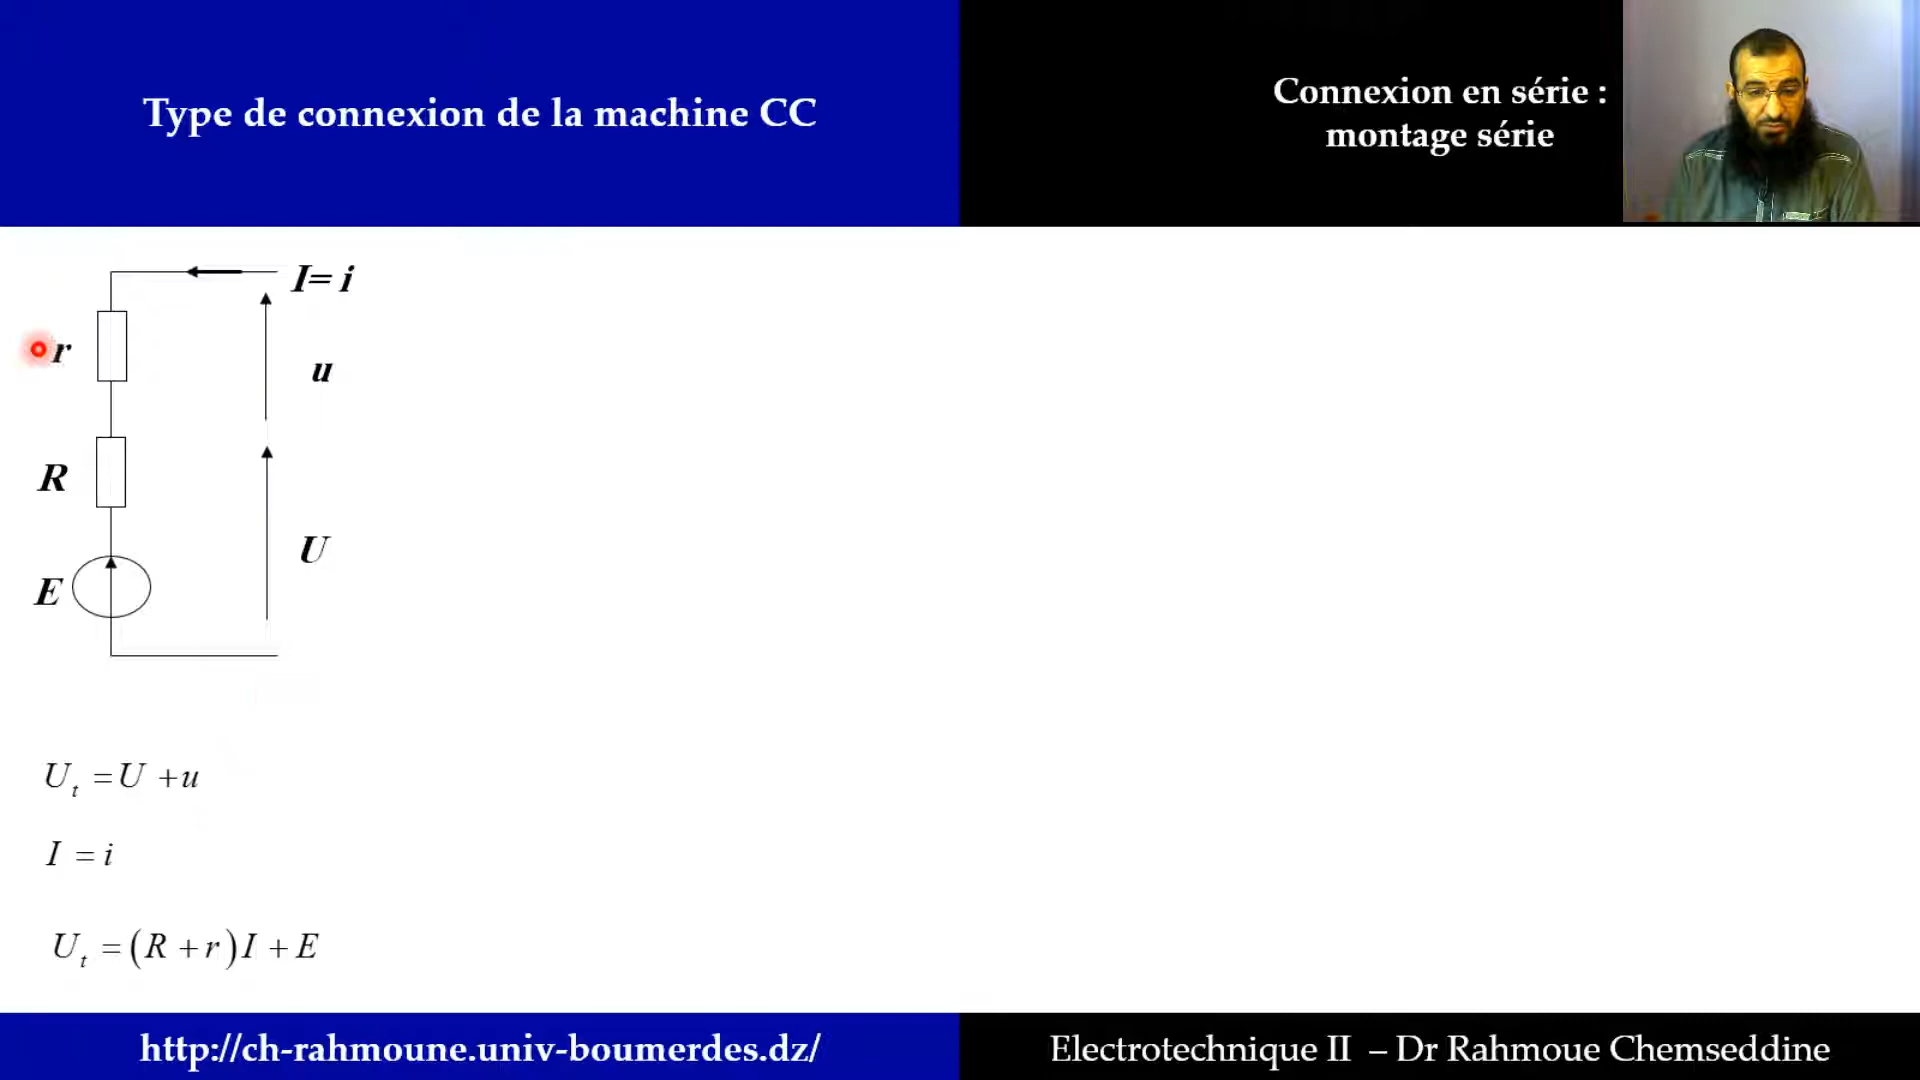 Type de connexion de la machine CC
Connexion en série :
montage série
I= i
r
u
R
U
E
U_t = U + u
I = i
U_t = (R + r) I + E
http://ch-rahmoune.univ-boumerdes.dz/
Electrotechnique II – Dr Rahmoue Chemseddine